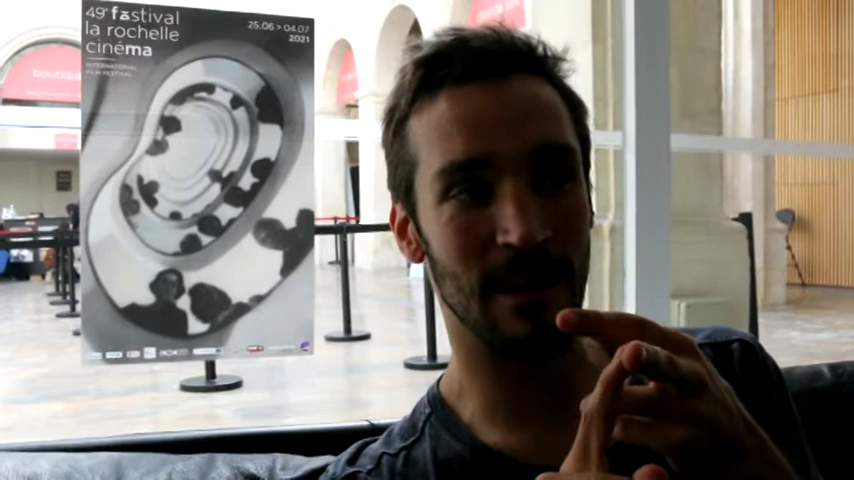 49e festival
la rochelle
cinéma
INTERNATIONAL
FILM FESTIVAL
25.06 > 04.07
2021
boutique